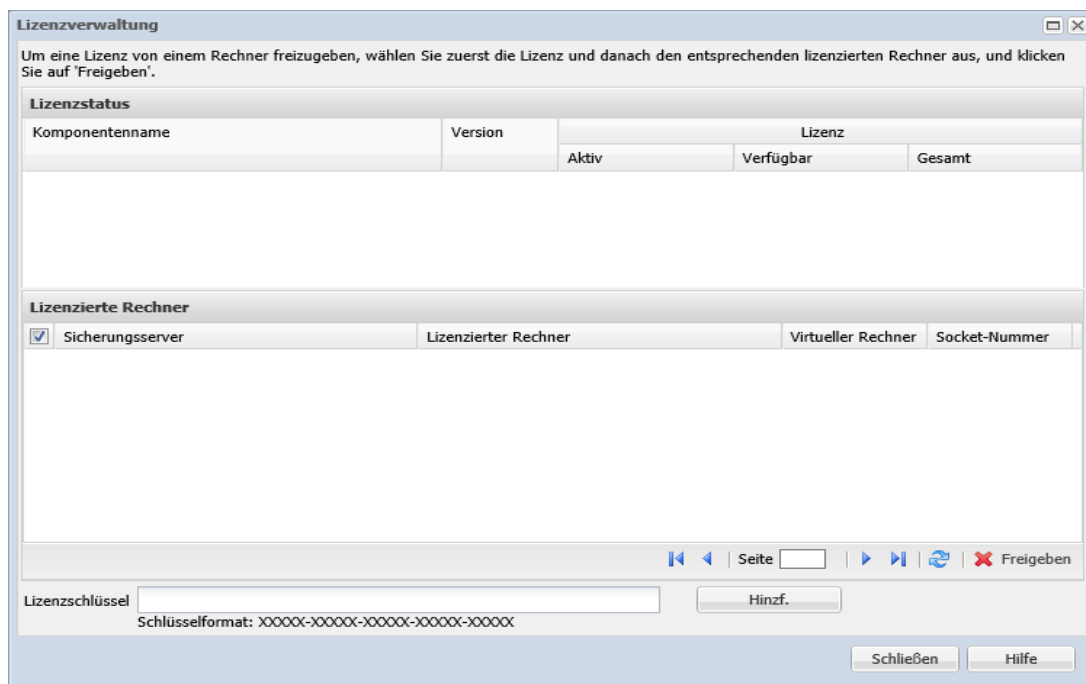 Lizenzverwaltung
Um eine Lizenz von einem Rechner freizugeben, wählen Sie zuerst die Lizenz und danach den entsprechenden lizenzierten Rechner aus, und klicken
Sie auf 'Freigeben'.
Lizenzstatus
Komponentenname Version Lizenz
Aktiv Verfügbar Gesamt
Lizenzierte Rechner
Sicherungsserver Lizenzierter Rechner Virtueller Rechner Socket-Nummer
Seite Freigeben
Lizenzschlüssel Hinzf.
Schlüsselformat: XXXXX-XXXXX-XXXXX-XXXXX-XXXXX
Schließen Hilfe